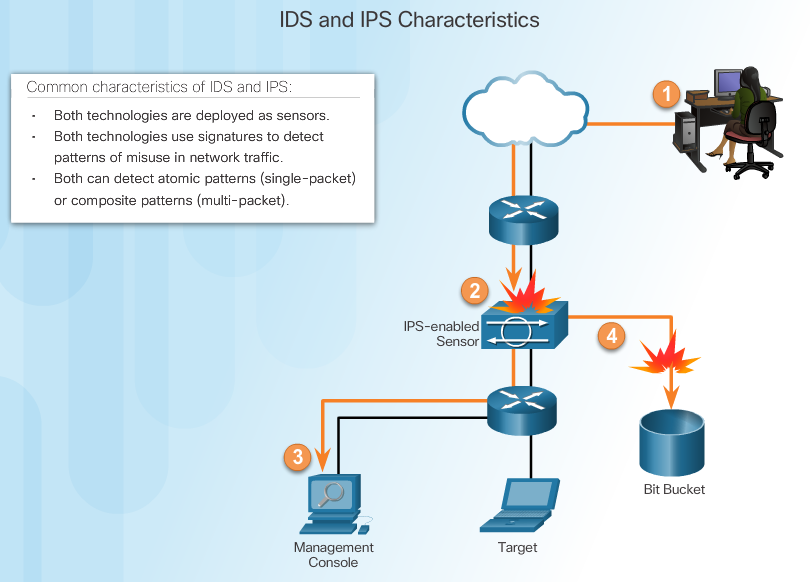 IDS and IPS Characteristics
Common characteristics of IDS and IPS:
· Both technologies are deployed as sensors.
· Both technologies use signatures to detect
patterns of misuse in network traffic.
· Both can detect atomic patterns (single-packet)
or composite patterns (multi-packet).
1
2
IPS-enabled
Sensor
4
3
Bit Bucket
Management
Console
Target